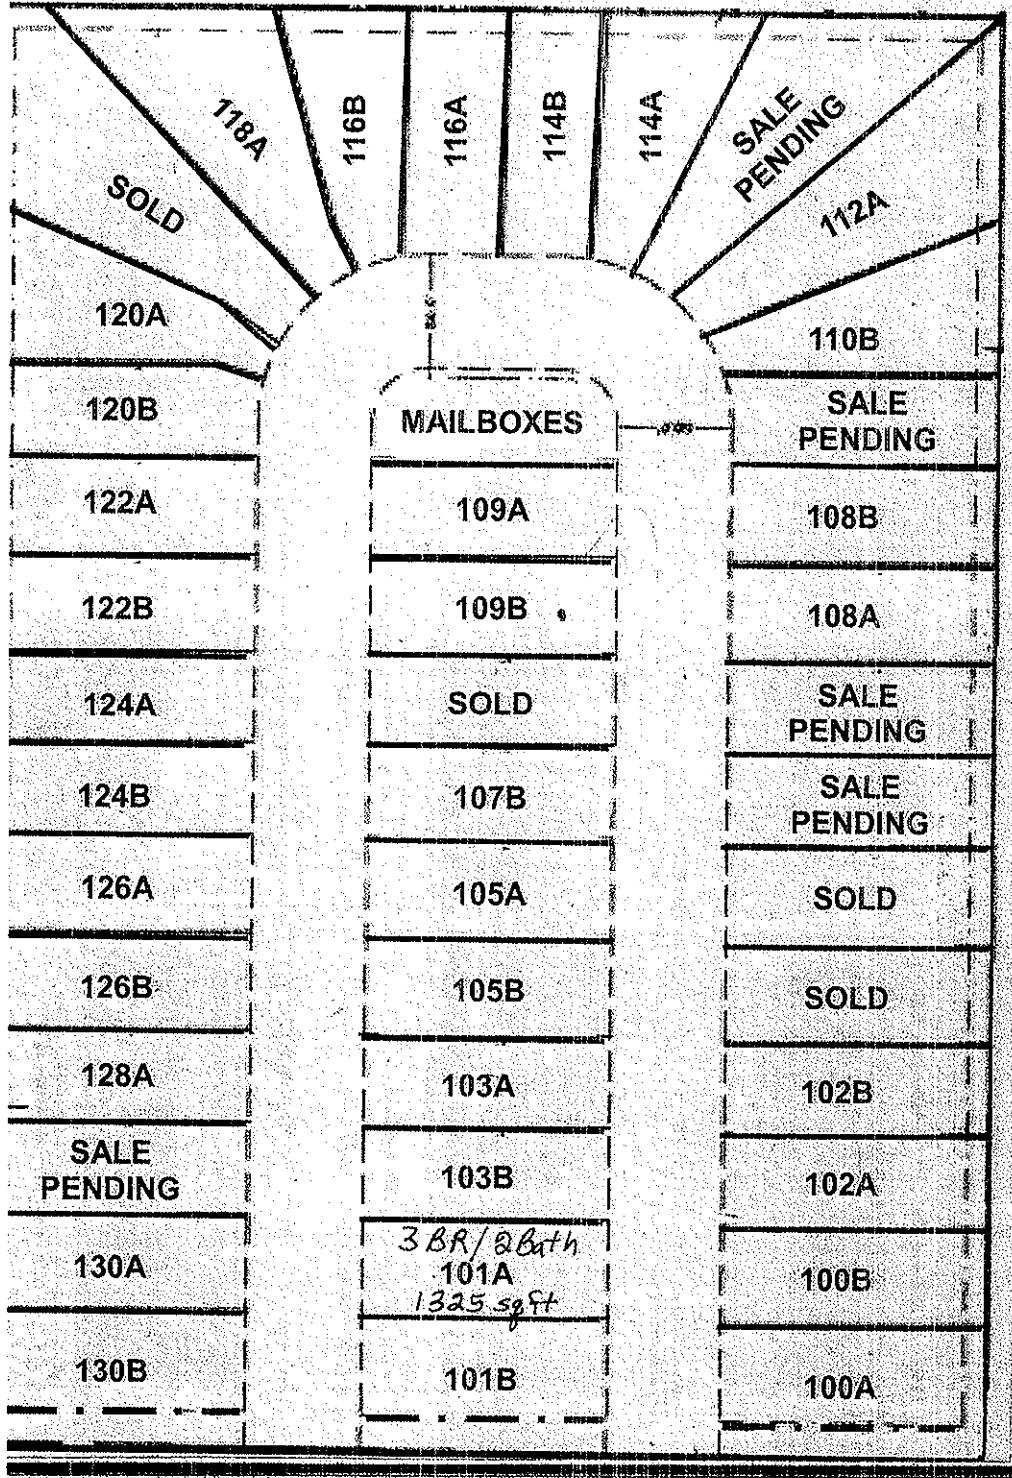 118A
116B
116A
114B
114A
SALE
PENDING
112A
SOLD
120A
110B
120B
MAILBOXES
SALE
PENDING
122A
109A
108B
122B
109B
108A
124A
SOLD
SALE
PENDING
124B
107B
SALE
PENDING
126A
105A
SOLD
126B
105B
SOLD
128A
103A
102B
SALE
PENDING
103B
102A
130A
3 BR/2Bath
101A
1325 sqft
100B
130B
101B
100A